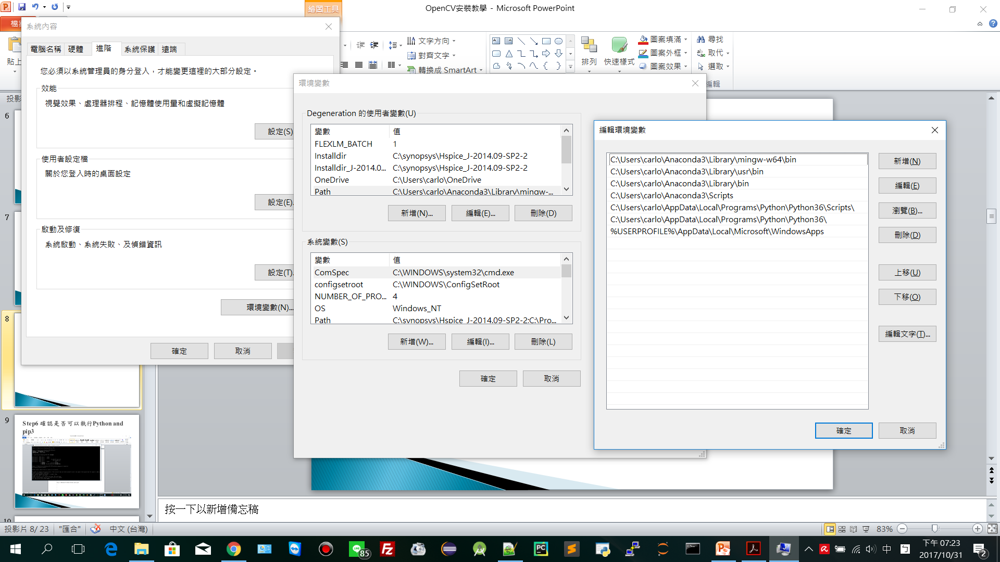 繪圖工具
OpenCV安裝教學 - Microsoft PowerPoint
檔
貼上
文字方向
對齊文字
轉換成 SmartArt
排列
快速樣式
圖案填滿
圖案外框
圖案效果
尋找
取代
選取
編輯
系統內容
電腦名稱
硬體
進階
系統保護
遠端
您必須以系統管理員的身分登入，才能變更這裡的大部分設定。
效能
視覺效果、處理器排程、記憶體使用量和虛擬記憶體
設定(S)
使用者設定檔
關於您登入時的桌面設定
設定(E).
啟動及修復
系統啟動、系統失敗、及偵錯資訊
設定(T).
環境變數(N)...
確定
取消
環境變數
Degeneration 的使用者變數(U)
變數 值
FLEXLM_BATCH 1
Installdir C:\synopsys\Hspice_J-2014.09-SP2-2
Installdir_J-2014.0... C:\synopsys\Hspice_J-2014.09-SP2-2
OneDrive C:\Users\carlo\OneDrive
Path C:\Users\carlo\Anaconda3\Library\mingw-...
新增(N)...
編輯(E)...
刪除(D)
系統變數(S)
變數 值
ComSpec C:\WINDOWS\system32\cmd.exe
configsetroot C:\WINDOWS\ConfigSetRoot
NUMBER_OF_PRO... 4
OS Windows_NT
Path C:\synopsys\Hspice_J-2014.09-SP2-2;C:\Pro...
新增(W)...
編輯(I)...
刪除(L)
確定
取消
編輯環境變數
C:\Users\carlo\Anaconda3\Library\mingw-w64\bin
C:\Users\carlo\Anaconda3\Library\usr\bin
C:\Users\carlo\Anaconda3\Library\bin
C:\Users\carlo\Anaconda3\Scripts
C:\Users\carlo\AppData\Local\Programs\Python\Python36\Scripts\
C:\Users\carlo\AppData\Local\Programs\Python\Python36\
%USERPROFILE%\AppData\Local\Microsoft\WindowsApps
新增(N)
編輯(E)
瀏覽(B)...
刪除(D)
上移(U)
下移(O)
編輯文字(T)...
確定
取消
投影
6
7
8
9
Step6 確認是否可以執行Python and
pip3
10
按一下以新增備忘稿
投影片 8/ 23
"匯合"
中文 (台灣)
83%
85
中
下午 07:23
2017/10/31
2